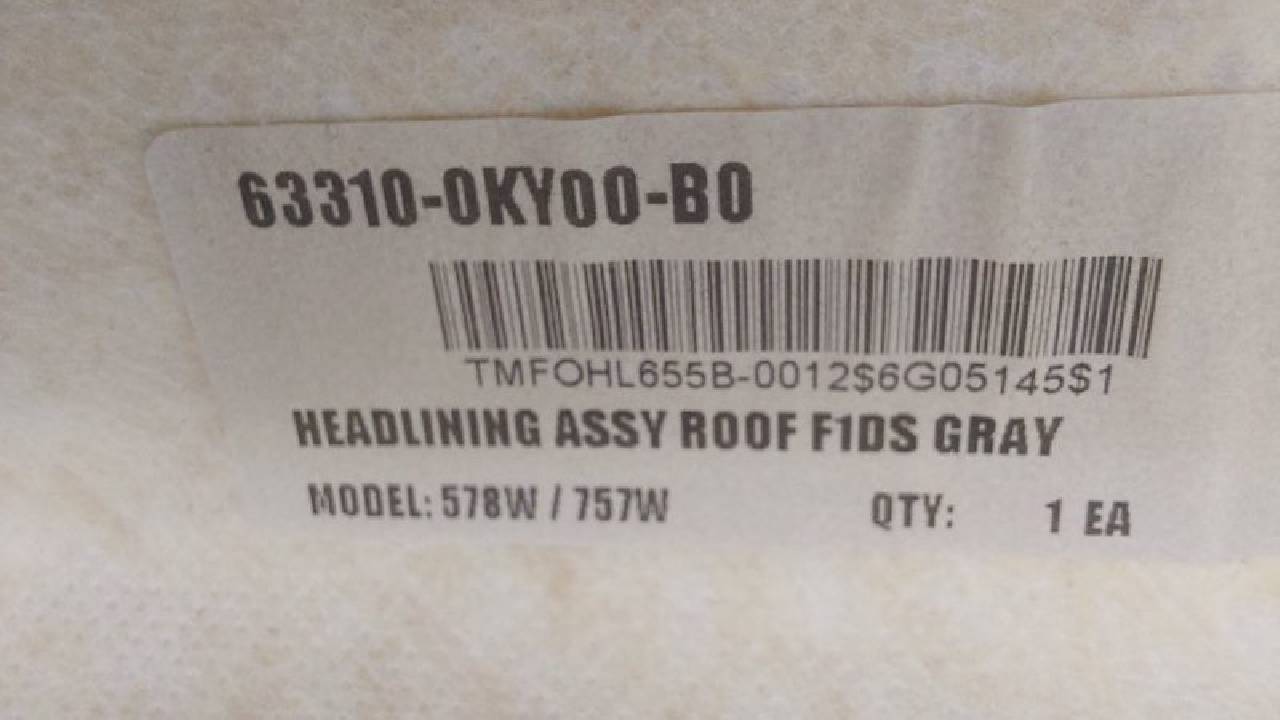 63310-0KY00-B0
TMFOHL655B-0012$6G05145$1
HEADLINING ASSY ROOF F1DS GRAY
MODEL: 578W / 757W QTY: 1 EA